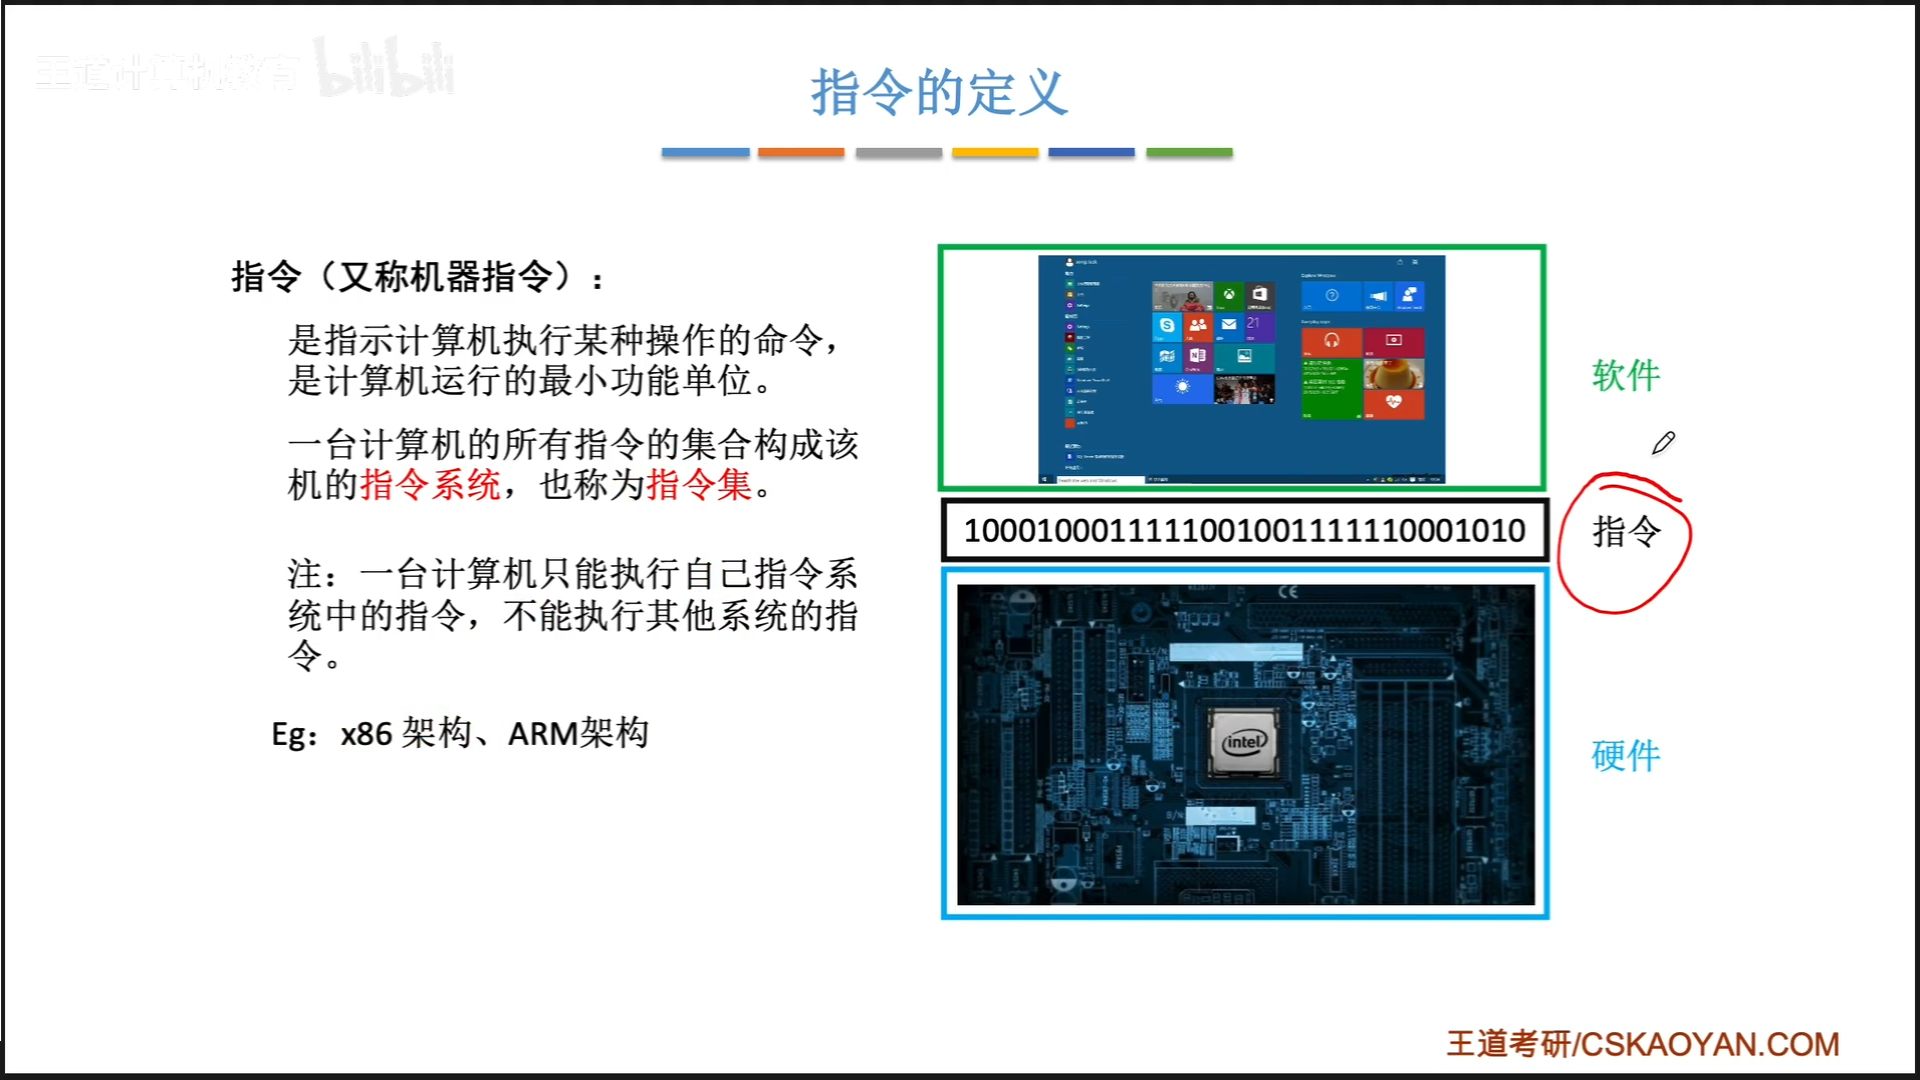 王道计算机教育 bilibili
指令的定义
指令（又称机器指令）：
是指示计算机执行某种操作的命令，
是计算机运行的最小功能单位。
一台计算机的所有指令的集合构成该
机的指令系统，也称为指令集。
注：一台计算机只能执行自己指令系
统中的指令，不能执行其他系统的指
令。
Eg：x86 架构、ARM架构
软件
21
1000100011111001001111110001010
指令
intel
硬件
王道考研/CSKAOYAN.COM